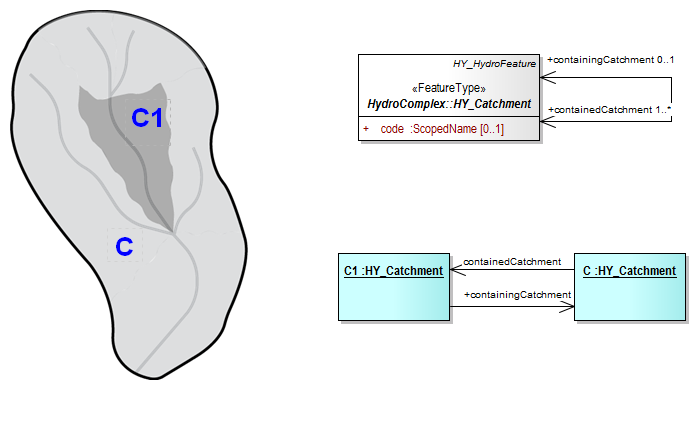 C1
C
HY_HydroFeature
«FeatureType»
HydroComplex::HY_Catchment
+ code :ScopedName [0..1]
+containingCatchment 0..1
+containedCatchment 1..*
C1 :HY_Catchment
containedCatchment
+containingCatchment
C :HY_Catchment